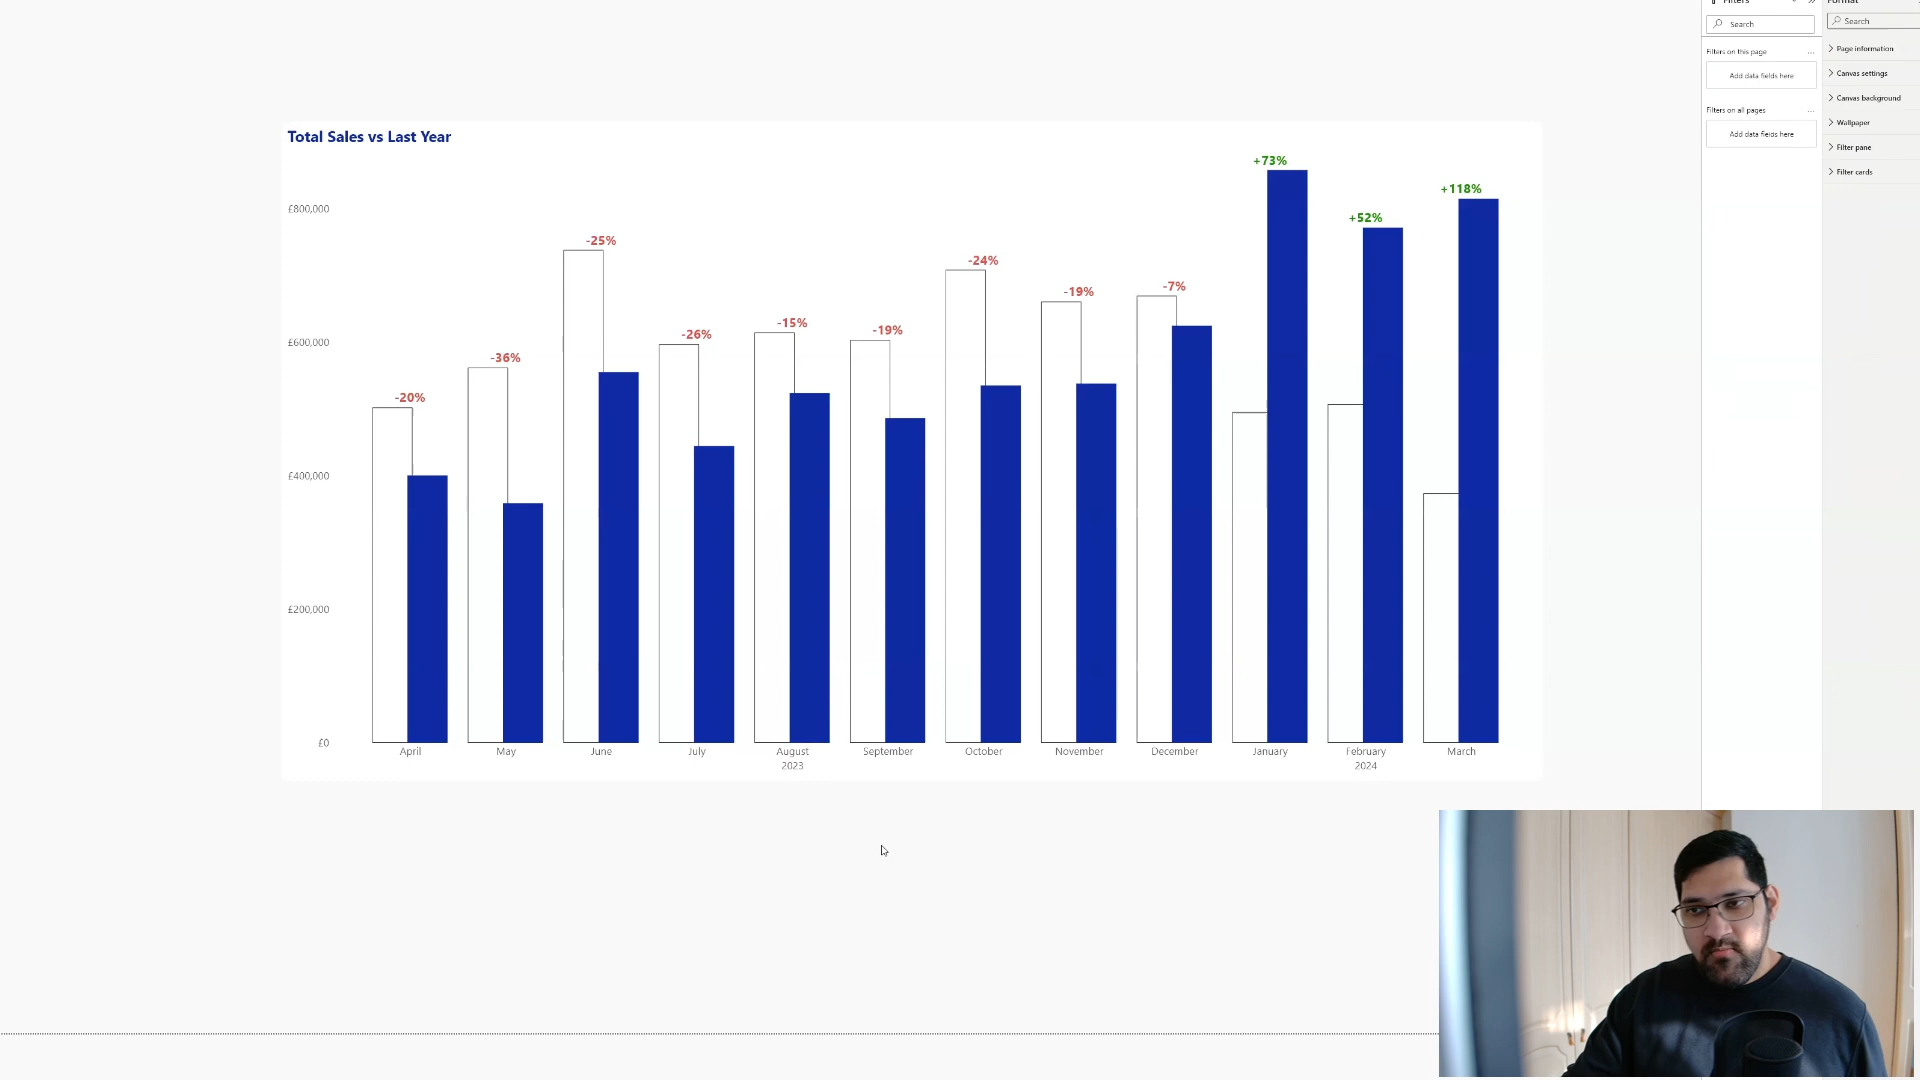 Filters
Format
Search
Search
Filters on this page
...
Add data fields here
Filters on all pages
...
Add data fields here
Page information
Canvas settings
Canvas background
Wallpaper
Filter pane
Filter cards
Total Sales vs Last Year
+73%
+118%
£800,000
+52%
-25%
-24%
-7%
-19%
-15%
-19%
-26%
£600,000
-36%
-20%
£400,000
£200,000
£0
April
May
June
July
August
September
October
November
December
January
February
March
2023
2024